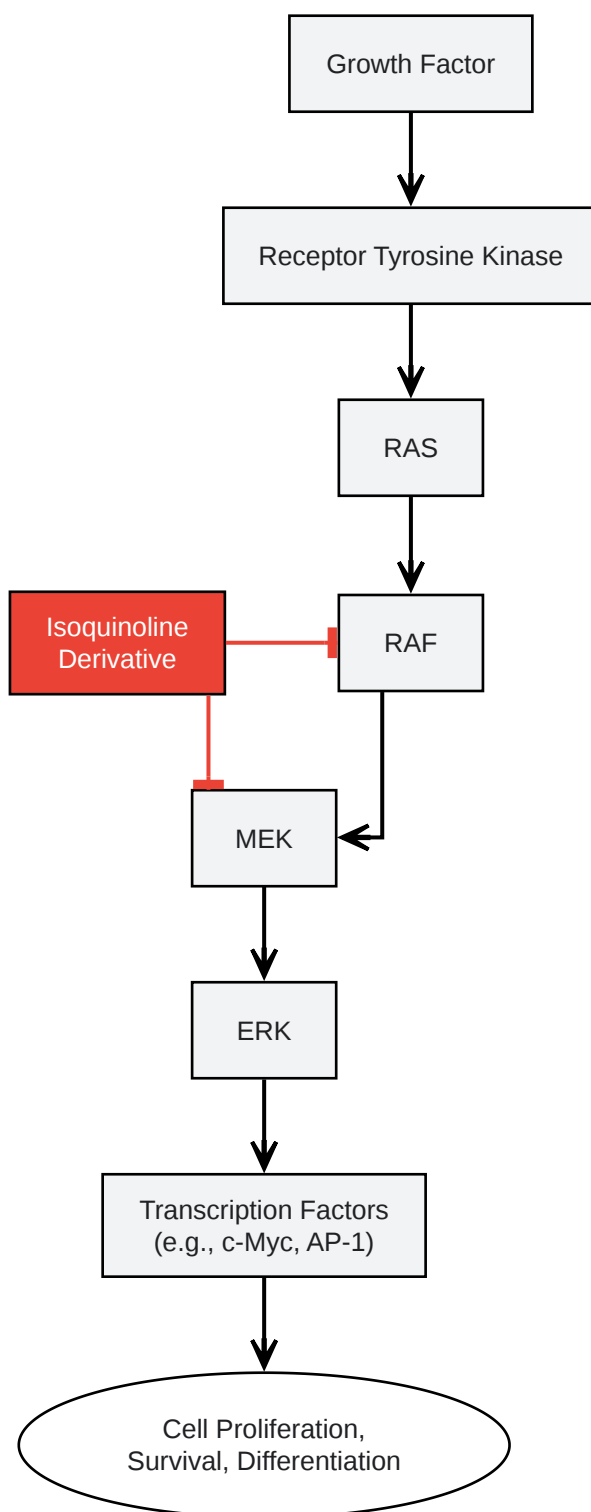 Growth Factor
Receptor Tyrosine Kinase
RAS
Isoquinoline
Derivative
RAF
MEK
ERK
Transcription Factors
(e.g., c-Myc, AP-1)
Cell Proliferation,
Survival, Differentiation